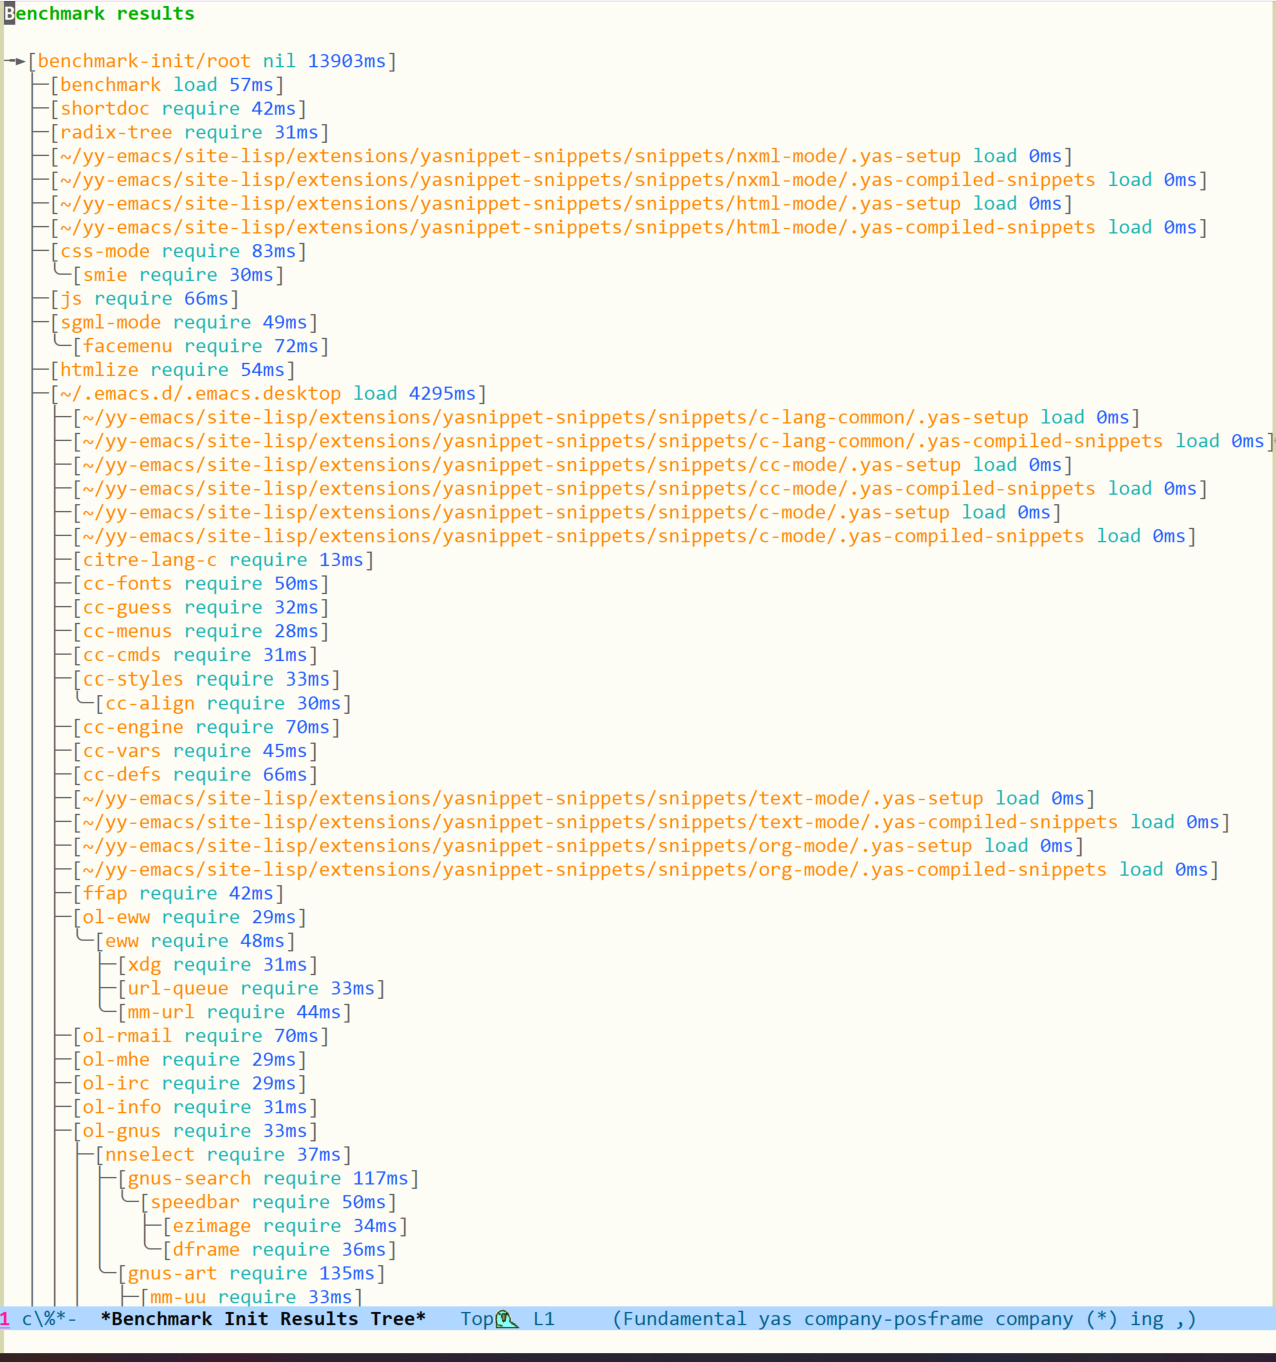 Benchmark results
[benchmark-init/root nil 13903ms]
[benchmark load 57ms]
[shortdoc require 42ms]
[radix-tree require 31ms]
[~/yy-emacs/site-lisp/extensions/yasnippet-snippets/snippets/nxml-mode/.yas-setup load 0ms]
[~/yy-emacs/site-lisp/extensions/yasnippet-snippets/snippets/nxml-mode/.yas-compiled-snippets load 0ms]
[~/yy-emacs/site-lisp/extensions/yasnippet-snippets/snippets/html-mode/.yas-setup load 0ms]
[~/yy-emacs/site-lisp/extensions/yasnippet-snippets/snippets/html-mode/.yas-compiled-snippets load 0ms]
[css-mode require 83ms]
[smie require 30ms]
[js require 66ms]
[sgml-mode require 49ms]
[facemenu require 72ms]
[htmlize require 54ms]
[~/.emacs.d/.emacs.desktop load 4295ms]
[~/yy-emacs/site-lisp/extensions/yasnippet-snippets/snippets/c-lang-common/.yas-setup load 0ms]
[~/yy-emacs/site-lisp/extensions/yasnippet-snippets/snippets/c-lang-common/.yas-compiled-snippets load 0ms]
[~/yy-emacs/site-lisp/extensions/yasnippet-snippets/snippets/cc-mode/.yas-setup load 0ms]
[~/yy-emacs/site-lisp/extensions/yasnippet-snippets/snippets/cc-mode/.yas-compiled-snippets load 0ms]
[~/yy-emacs/site-lisp/extensions/yasnippet-snippets/snippets/c-mode/.yas-setup load 0ms]
[~/yy-emacs/site-lisp/extensions/yasnippet-snippets/snippets/c-mode/.yas-compiled-snippets load 0ms]
[citre-lang-c require 13ms]
[cc-fonts require 50ms]
[cc-guess require 32ms]
[cc-menus require 28ms]
[cc-cmds require 31ms]
[cc-styles require 33ms]
[cc-align require 30ms]
[cc-engine require 70ms]
[cc-vars require 45ms]
[cc-defs require 66ms]
[~/yy-emacs/site-lisp/extensions/yasnippet-snippets/snippets/text-mode/.yas-setup load 0ms]
[~/yy-emacs/site-lisp/extensions/yasnippet-snippets/snippets/text-mode/.yas-compiled-snippets load 0ms]
[~/yy-emacs/site-lisp/extensions/yasnippet-snippets/snippets/org-mode/.yas-setup load 0ms]
[~/yy-emacs/site-lisp/extensions/yasnippet-snippets/snippets/org-mode/.yas-compiled-snippets load 0ms]
[ffap require 42ms]
[ol-eww require 29ms]
[eww require 48ms]
[xdg require 31ms]
[url-queue require 33ms]
[mm-url require 44ms]
[ol-rmail require 70ms]
[ol-mhe require 29ms]
[ol-irc require 29ms]
[ol-info require 31ms]
[ol-gnus require 33ms]
[nnselect require 37ms]
[gnus-search require 117ms]
[speedbar require 50ms]
[ezimage require 34ms]
[dframe require 36ms]
[gnus-art require 135ms]
[mm-uu require 33ms]
1 c\%*- *Benchmark Init Results Tree* Top L1 (Fundamental yas company-posframe company (*) ing ,)